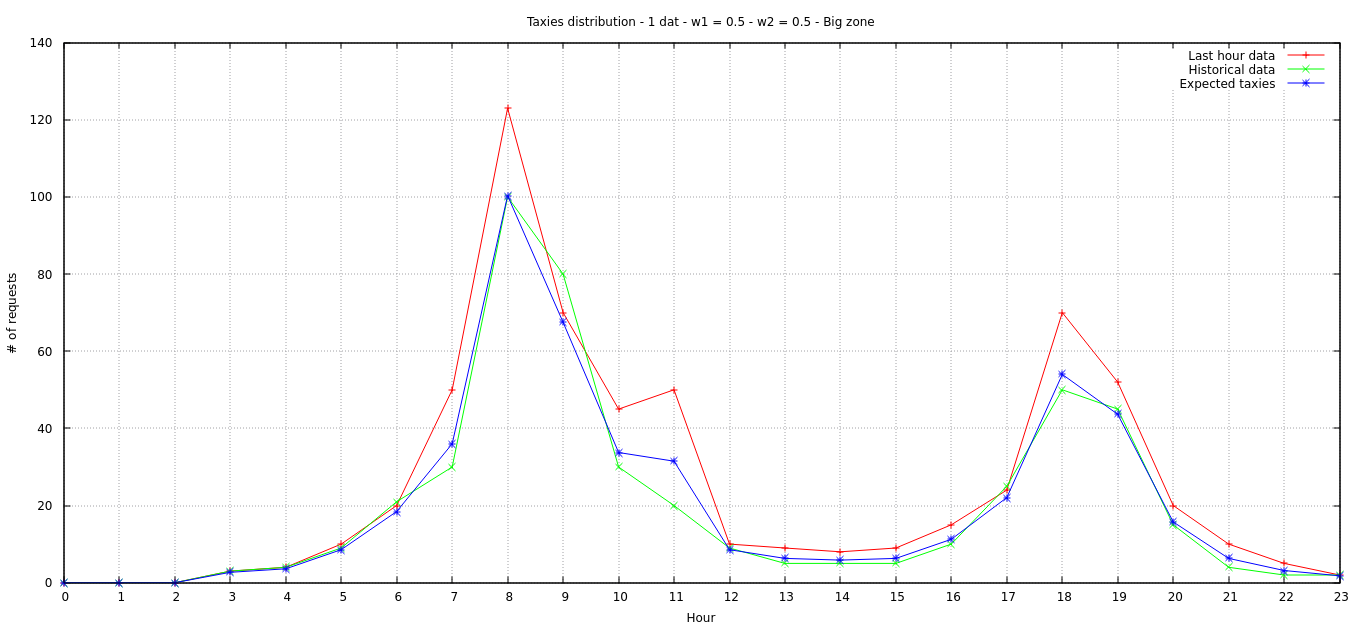 Taxies distribution - 1 dat - w1 = 0.5 - w2 = 0.5 - Big zone
140
120
100
80
60
40
20
0
# of requests
Last hour data
Historical data
Expected taxies
0 1 2 3 4 5 6 7 8 9 10 11 12 13 14 15 16 17 18 19 20 21 22 23
Hour